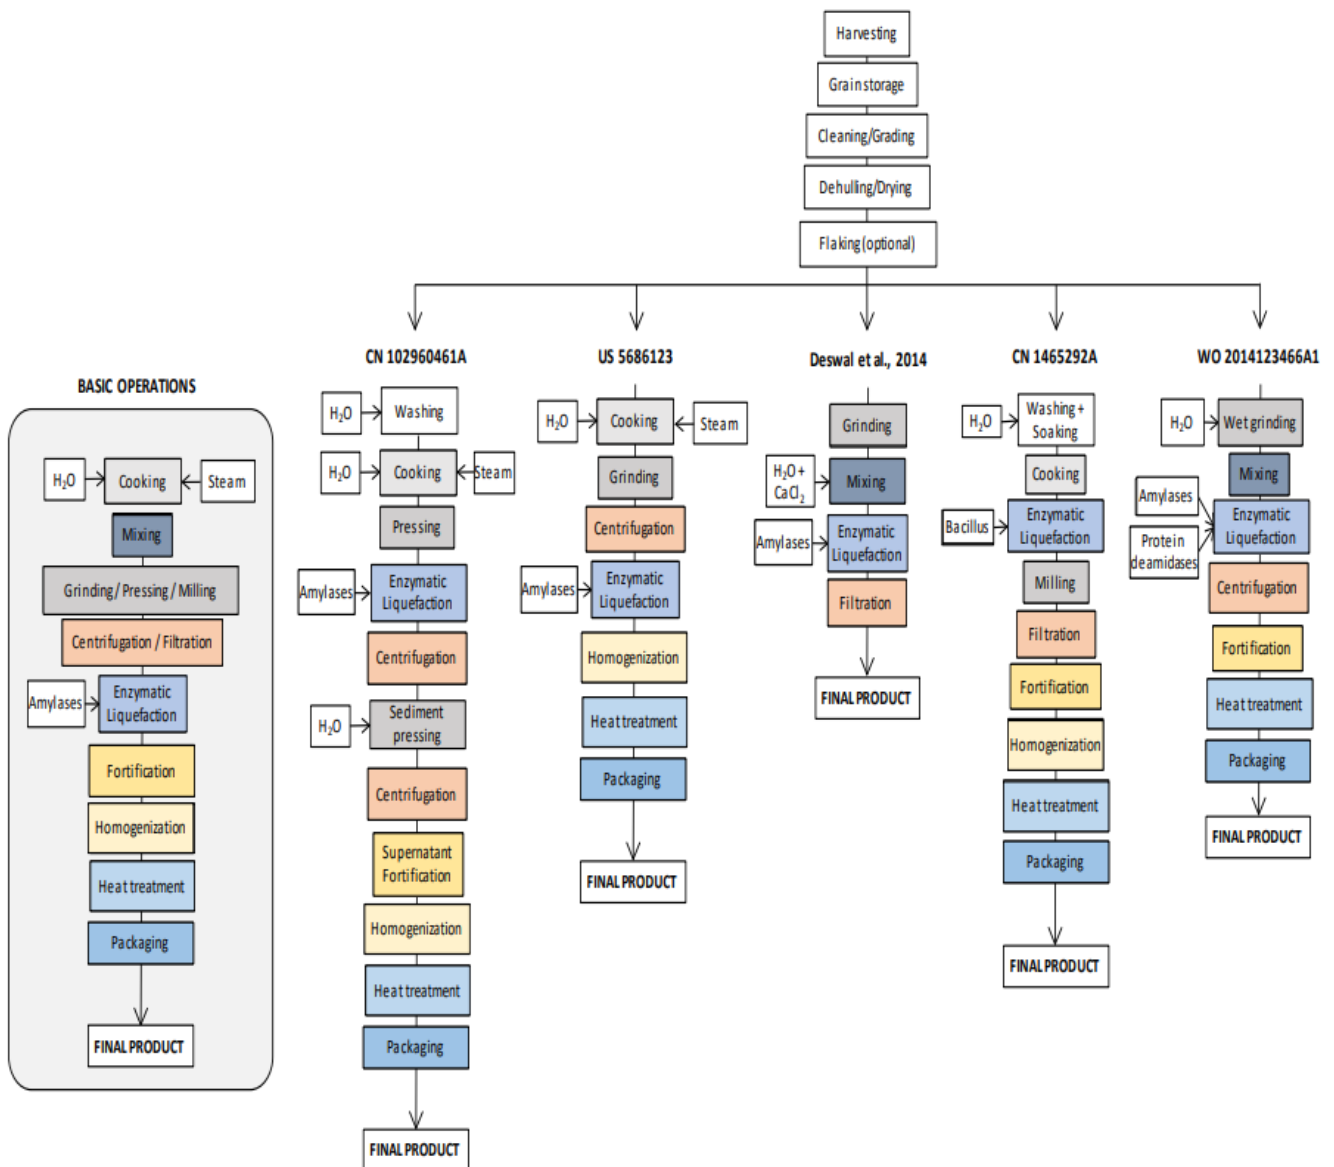 Harvesting
Grain storage
Cleaning/Grading
Dehulling/Drying
Flaking (optional)
BASIC OPERATIONS
H₂O
Cooking
Steam
Mixing
Grinding / Pressing / Milling
Centrifugation / Filtration
Amylases
Enzymatic
Liquefaction
Fortification
Homogenization
Heat treatment
Packaging
FINAL PRODUCT
CN 102960461A
H₂O
Washing
H₂O
Cooking
Steam
Pressing
Amylases
Enzymatic
Liquefaction
Centrifugation
H₂O
Sediment
pressing
Centrifugation
Supernatant
Fortification
Homogenization
Heat treatment
Packaging
FINAL PRODUCT
US 5686123
H₂O
Cooking
Steam
Grinding
Centrifugation
Amylases
Enzymatic
Liquefaction
Homogenization
Heat treatment
Packaging
FINAL PRODUCT
Deswal et al., 2014
Grinding
H₂O +
CaCl₂
Mixing
Amylases
Enzymatic
Liquefaction
Filtration
FINAL PRODUCT
CN 1465292A
H₂O
Washing +
Soaking
Cooking
Bacillus
Enzymatic
Liquefaction
Milling
Filtration
Fortification
Homogenization
Heat treatment
Packaging
FINAL PRODUCT
WO 2014123466A1
H₂O
Wet grinding
Mixing
Amylases
Protein
deamidases
Enzymatic
Liquefaction
Centrifugation
Fortification
Heat treatment
Packaging
FINAL PRODUCT